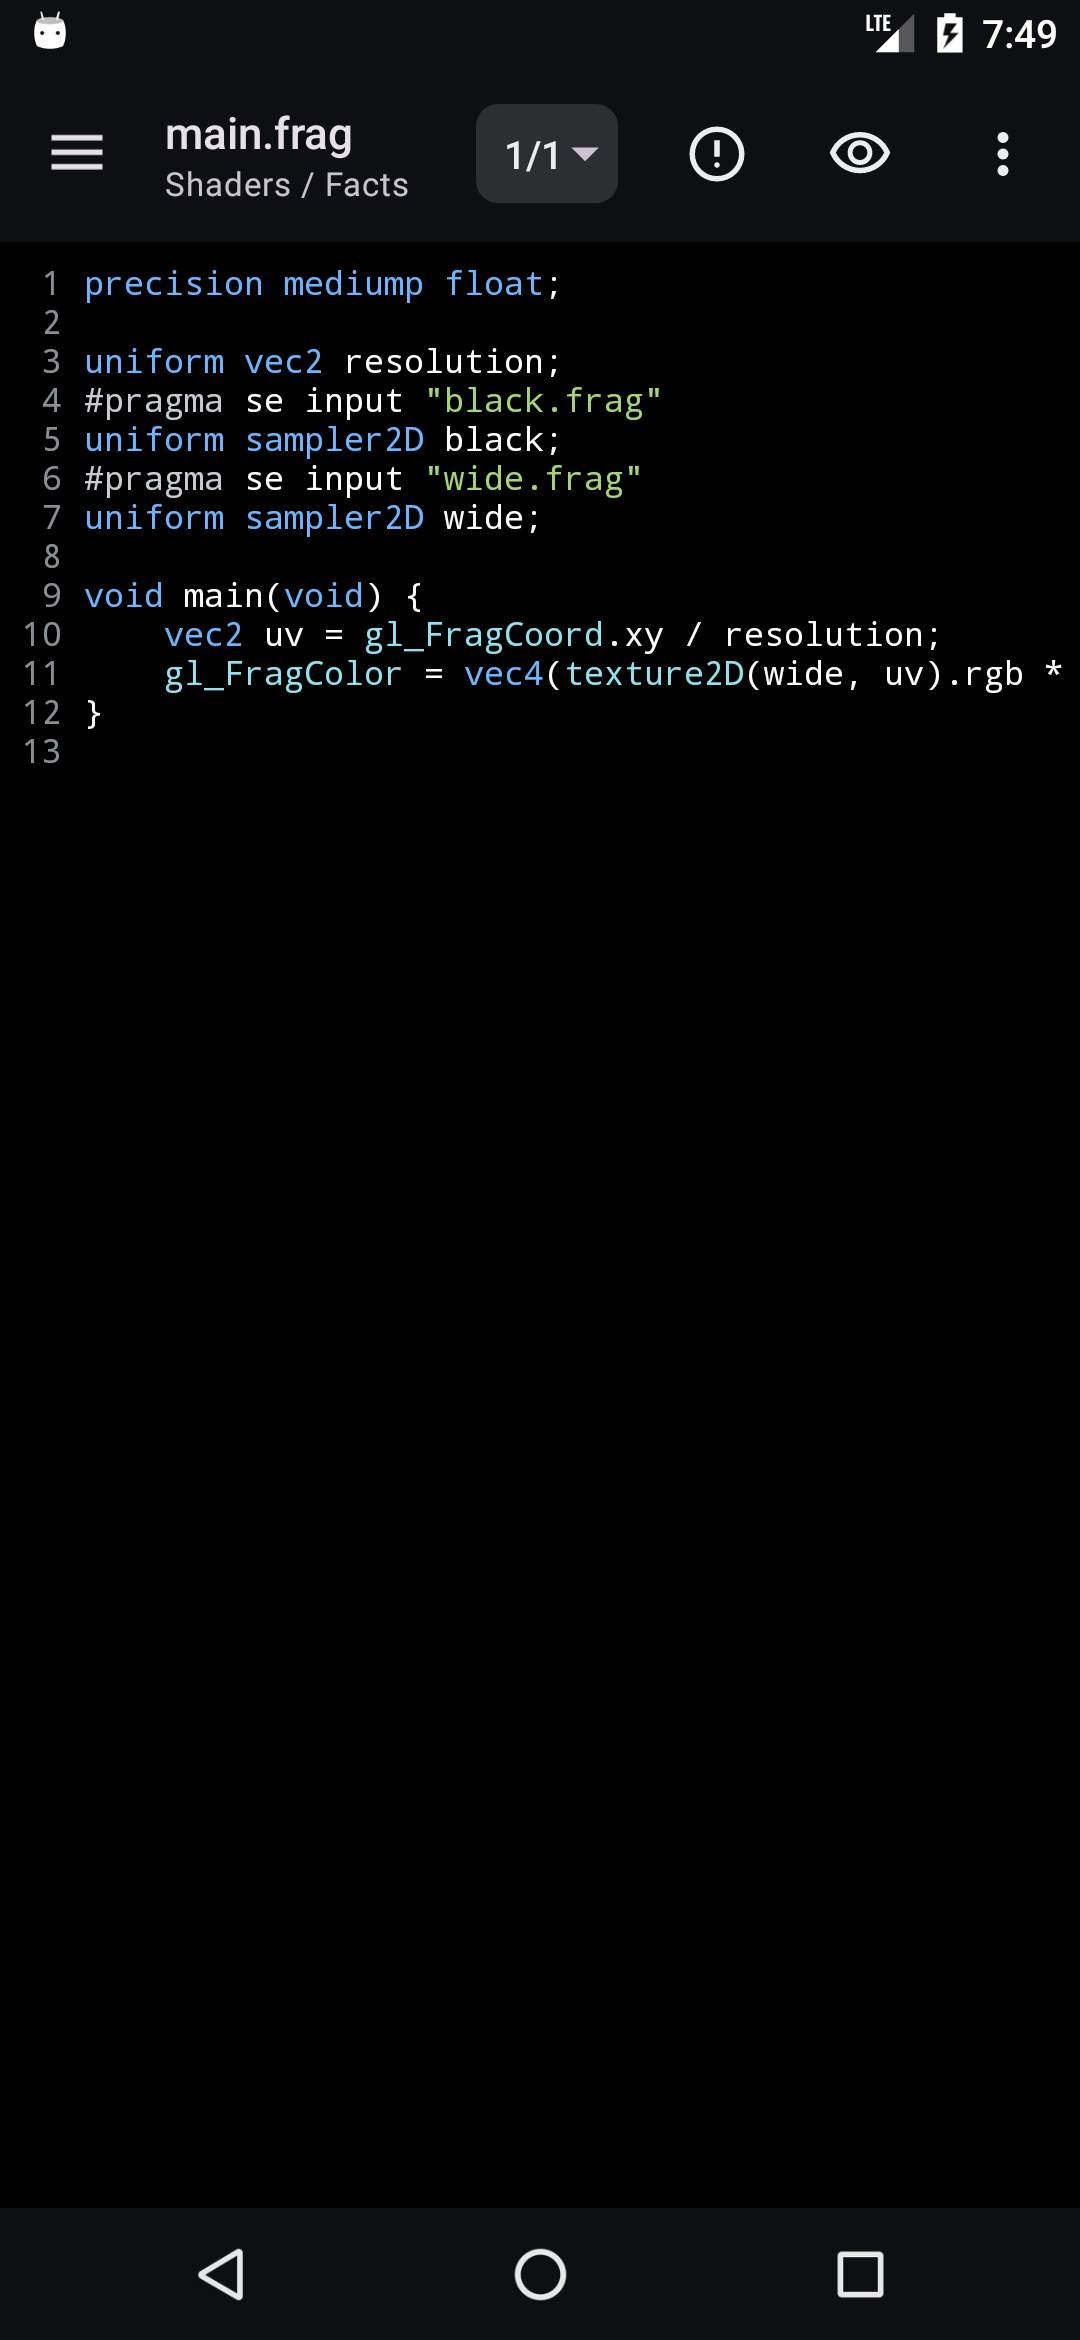 LTE 7:49
main.frag
Shaders / Facts
1/1
1 precision mediump float;
2
3 uniform vec2 resolution;
4 #pragma se input "black.frag"
5 uniform sampler2D black;
6 #pragma se input "wide.frag"
7 uniform sampler2D wide;
8
9 void main(void) {
10 vec2 uv = gl_FragCoord.xy / resolution;
11 gl_FragColor = vec4(texture2D(wide, uv).rgb *
12 }
13